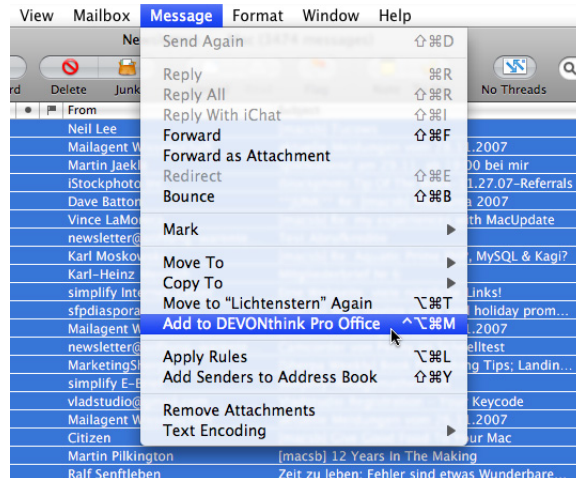 View Mailbox Message Format Window Help
Ne
Send Again ⇧⌘D
Delete Junk No Threads
Reply ⌘R
Reply All ⇧⌘R
Reply With iChat ⇧⌘I
Forward ⇧⌘F
Forward as Attachment
Redirect ⇧⌘E
Bounce ⇧⌘B
Mark
Move To
Copy To
Move to “Lichtenstern” Again ⌥⌘T
Add to DEVONthink Pro Office ^⌥⌘M
Apply Rules ⌥⌘L
Add Senders to Address Book ⇧⌘Y
Remove Attachments
Text Encoding
From
Neil Lee
Mailagent W 1.2007
Martin Jaekl 00 bei mir
iStockphoto 1.27.07-Referrals
Dave Batton a 2007
Vince LaMo ith MacUpdate
newsletter@
Karl Moskow , MySQL & Kagi?
Karl-Heinz
simplify Inte Links!
sfpdiaspora l holiday prom...
Mailagent W .2007
newsletter@ elltest
MarketingSh ng Tips; Landin...
simplify E-B
vladstudio@ Keycode
Mailagent W 1.2007
Citizen our Mac
Martin Pilkington [macsb] 12 Years In The Making
Ralf Senftleben Zeit zu leben: Fehler sind etwas Wunderbare...